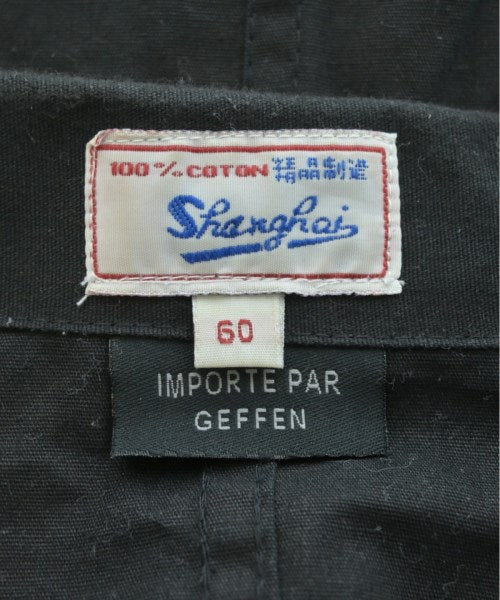 100% COTON 精品制造
Shanghai
60
IMPORTE PAR
GEFFEN